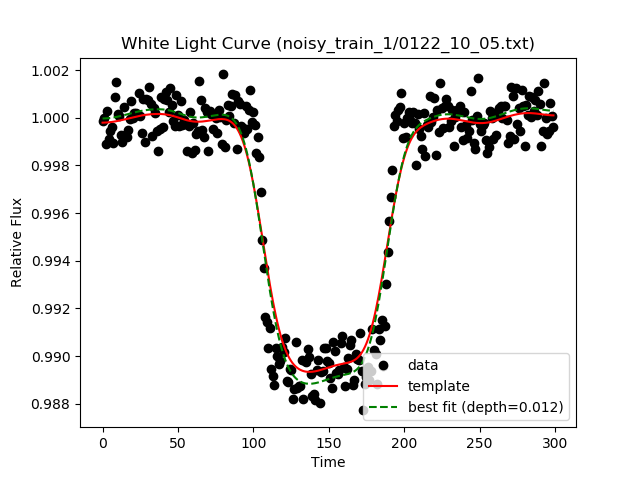 White Light Curve (noisy_train_1/0122_10_05.txt)
1.002
1.000
0.998
0.996
0.994
0.992
0.990
0.988
Relative Flux
data
template
best fit (depth=0.012)
0
50
100
150
200
250
300
Time